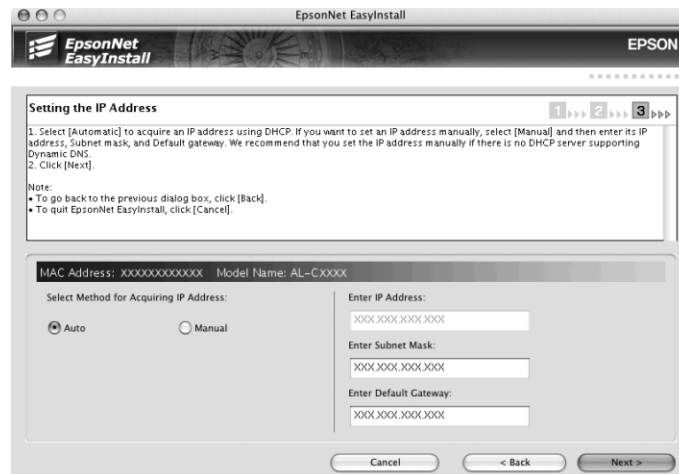 EpsonNet EasyInstall
EpsonNet
EasyInstall
EPSON
Setting the IP Address
1 2 3
1. Select [Automatic] to acquire an IP address using DHCP. If you want to set an IP address manually, select [Manual] and then enter its IP
address, Subnet mask, and Default gateway. We recommend that you set the IP address manually if there is no DHCP server supporting
Dynamic DNS.
2. Click [Next].
Note:
• To go back to the previous dialog box, click [Back].
• To quit EpsonNet EasyInstall, click [Cancel].
MAC Address: XXXXXXXXXXXX Model Name: AL-CXXXX
Select Method for Acquiring IP Address:
Auto
Manual
Enter IP Address:
XXX.XXX.XXX.XXX
Enter Subnet Mask:
XXX.XXX.XXX.XXX
Enter Default Gateway:
XXX.XXX.XXX.XXX
Cancel
< Back
Next >